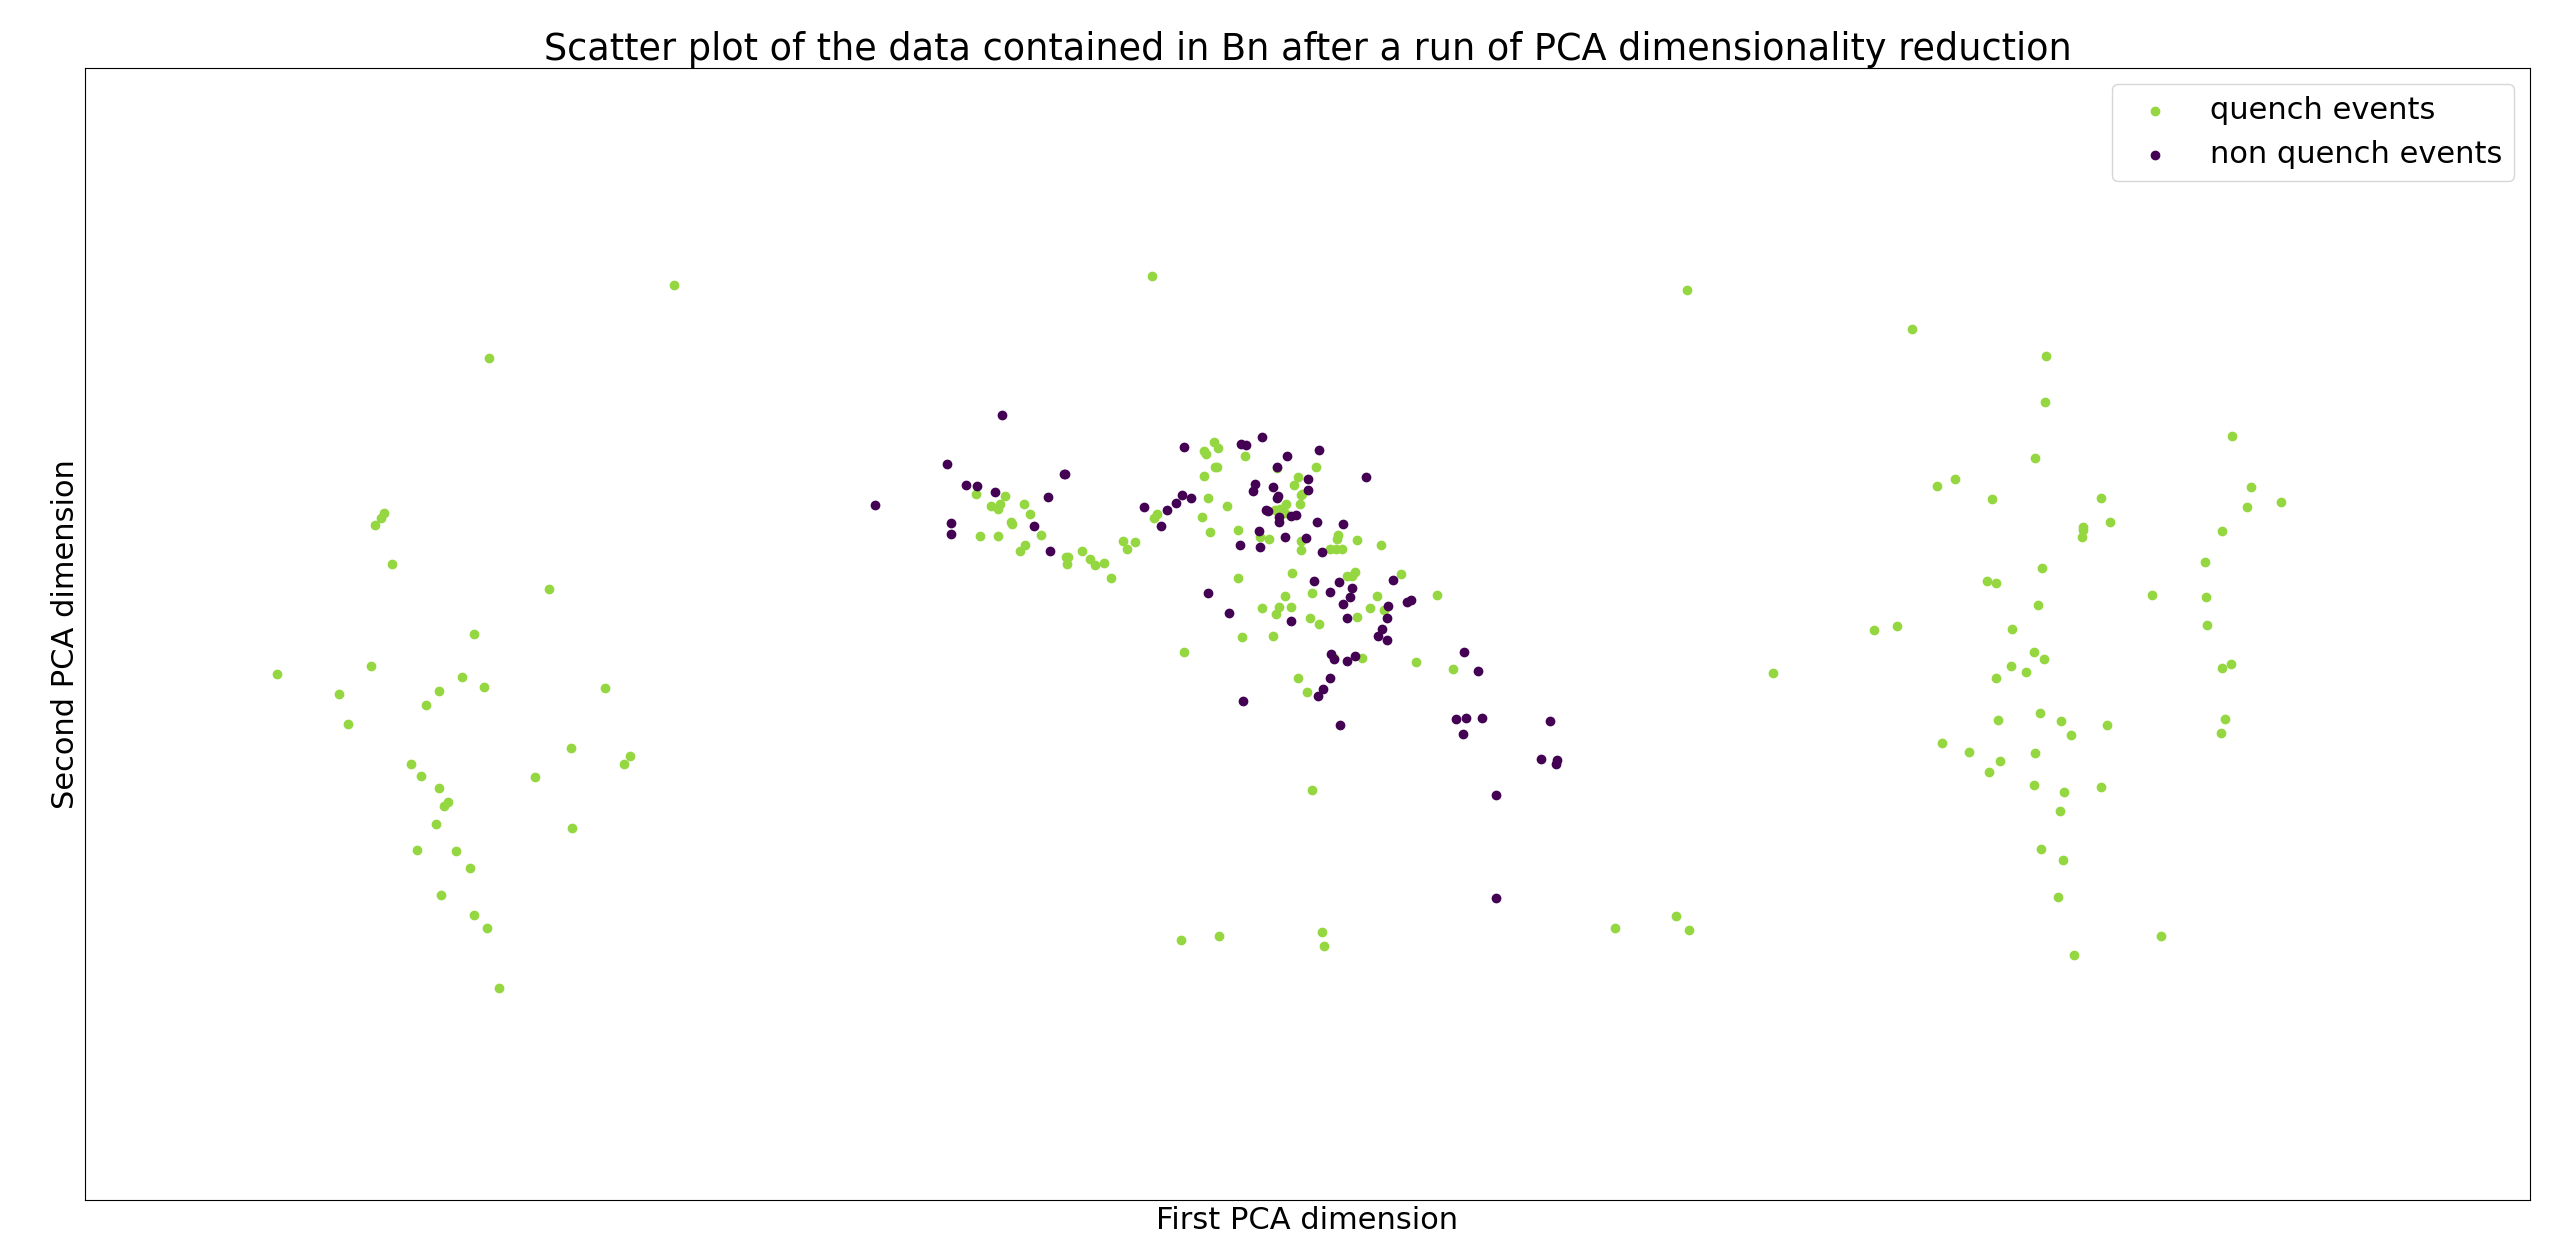 Scatter plot of the data contained in Bn after a run of PCA dimensionality reduction
quench events
non quench events
Second PCA dimension
First PCA dimension